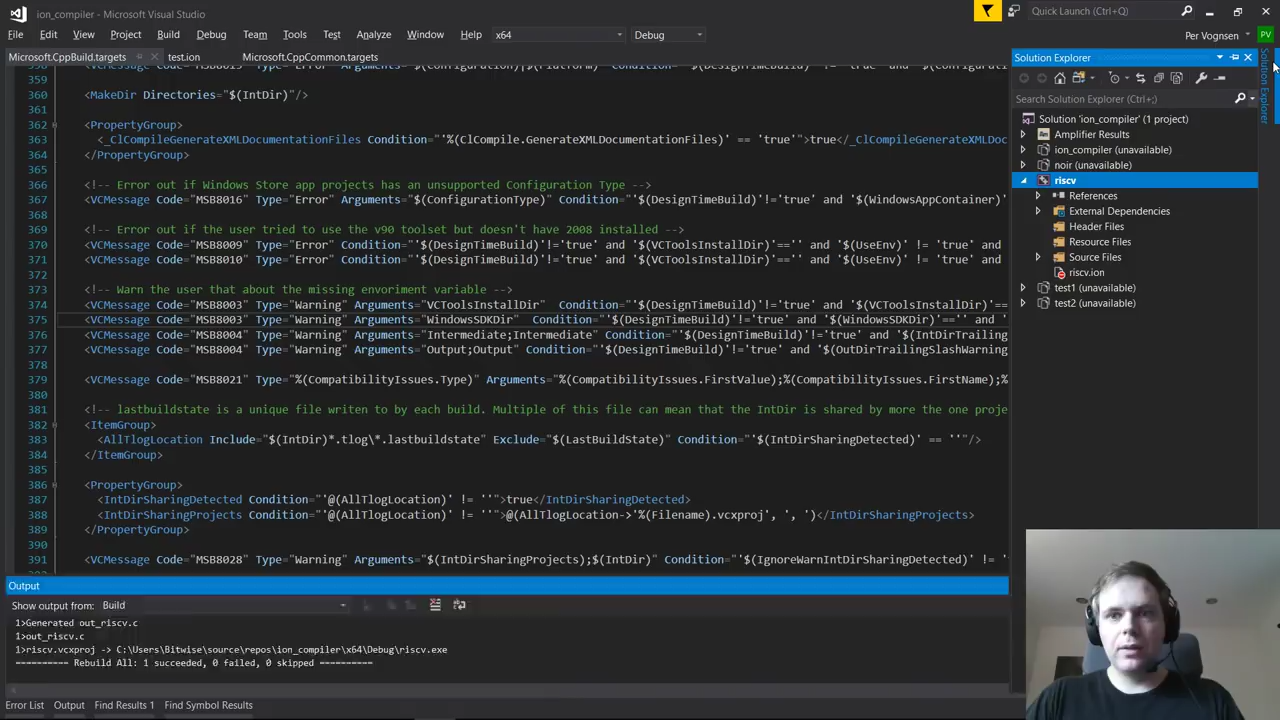 ion_compiler - Microsoft Visual Studio
Quick Launch (Ctrl+Q)
File Edit View Project Build Debug Team Tools Test Analyze Window Help x64 Debug
Per Vognsen PV
Microsoft.CppBuild.targets test.ion Microsoft.CppCommon.targets
359
360 <MakeDir Directories="$(IntDir)"/>
361
362 <PropertyGroup>
363 <_ClCompileGenerateXMLDocumentationFiles Condition="'%(ClCompile.GenerateXMLDocumentationFiles)' == 'true'">true</_ClCompileGenerateXMLDoc
364 </PropertyGroup>
365
366 <!-- Error out if Windows Store app projects has an unsupported Configuration Type -->
367 <VCMessage Code="MSB8016" Type="Error" Arguments="$(ConfigurationType)" Condition="'$(DesignTimeBuild)'!='true' and '$(WindowsAppContainer)'
368
369 <!-- Error out if the user tried to use the v90 toolset but doesn't have 2008 installed -->
370 <VCMessage Code="MSB8009" Type="Error" Condition="'$(DesignTimeBuild)'!='true' and '$(VCToolsInstallDir)'=='' and '$(UseEnv)' != 'true' and
371 <VCMessage Code="MSB8010" Type="Error" Condition="'$(DesignTimeBuild)'!='true' and '$(VCToolsInstallDir)'=='' and '$(UseEnv)' != 'true' and
372
373 <!-- Warn the user that about the missing envoriment variable -->
374 <VCMessage Code="MSB8003" Type="Warning" Arguments="VCToolsInstallDir" Condition="'$(DesignTimeBuild)'!='true' and '$(VCToolsInstallDir)'==
375 <VCMessage Code="MSB8003" Type="Warning" Arguments="WindowsSDKDir" Condition="'$(DesignTimeBuild)'!='true' and '$(WindowsSDKDir)'=='' and '
376 <VCMessage Code="MSB8004" Type="Warning" Arguments="Intermediate;Intermediate" Condition="'$(DesignTimeBuild)'!='true' and '$(IntDirTrailing
377 <VCMessage Code="MSB8004" Type="Warning" Arguments="Output;Output" Condition="'$(DesignTimeBuild)'!='true' and '$(OutDirTrailingSlashWarning
378
379 <VCMessage Code="MSB8021" Type="%(CompatibilityIssues.Type)" Arguments="%(CompatibilityIssues.FirstValue);%(CompatibilityIssues.FirstName);%
380
381 <!-- lastbuildstate is a unique file writen to by each build. Multiple of this file can mean that the IntDir is shared by more the one proje
382 <ItemGroup>
383 <AllTlogLocation Include="$(IntDir)*.tlog\*.lastbuildstate" Exclude="$(LastBuildState)" Condition="'$(IntDirSharingDetected)' == ''"/>
384 </ItemGroup>
385
386 <PropertyGroup>
387 <IntDirSharingDetected Condition="'@(AllTlogLocation)' != ''">true</IntDirSharingDetected>
388 <IntDirSharingProjects Condition="'@(AllTlogLocation)' != ''">@(AllTlogLocation->'%(Filename).vcxproj', ', ')</IntDirSharingProjects>
389 </PropertyGroup>
390
391 <VCMessage Code="MSB8028" Type="Warning" Arguments="$(IntDirSharingProjects);$(IntDir)" Condition="'$(IgnoreWarnIntDirSharingDetected)' !=
Solution Explorer
Search Solution Explorer (Ctrl+;)
Solution 'ion_compiler' (1 project)
Amplifier Results
ion_compiler (unavailable)
noir (unavailable)
riscv
References
External Dependencies
Header Files
Resource Files
Source Files
riscv.ion
test1 (unavailable)
test2 (unavailable)
Solution Explorer
Output
Show output from: Build
1>Generated out_riscv.c
1>out_riscv.c
1>riscv.vcxproj -> C:\Users\Bitwise\source\repos\ion_compiler\x64\Debug\riscv.exe
========== Rebuild All: 1 succeeded, 0 failed, 0 skipped ==========
Error List Output Find Results 1 Find Symbol Results